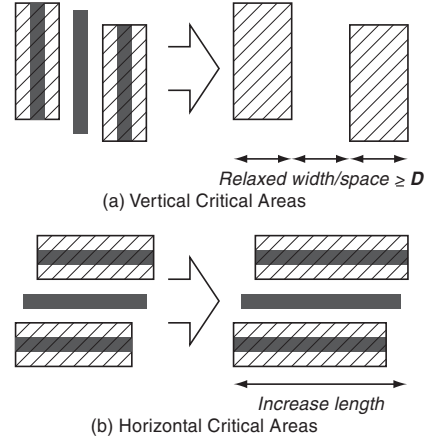 Relaxed width/space ≥ D
(a) Vertical Critical Areas
Increase length
(b) Horizontal Critical Areas